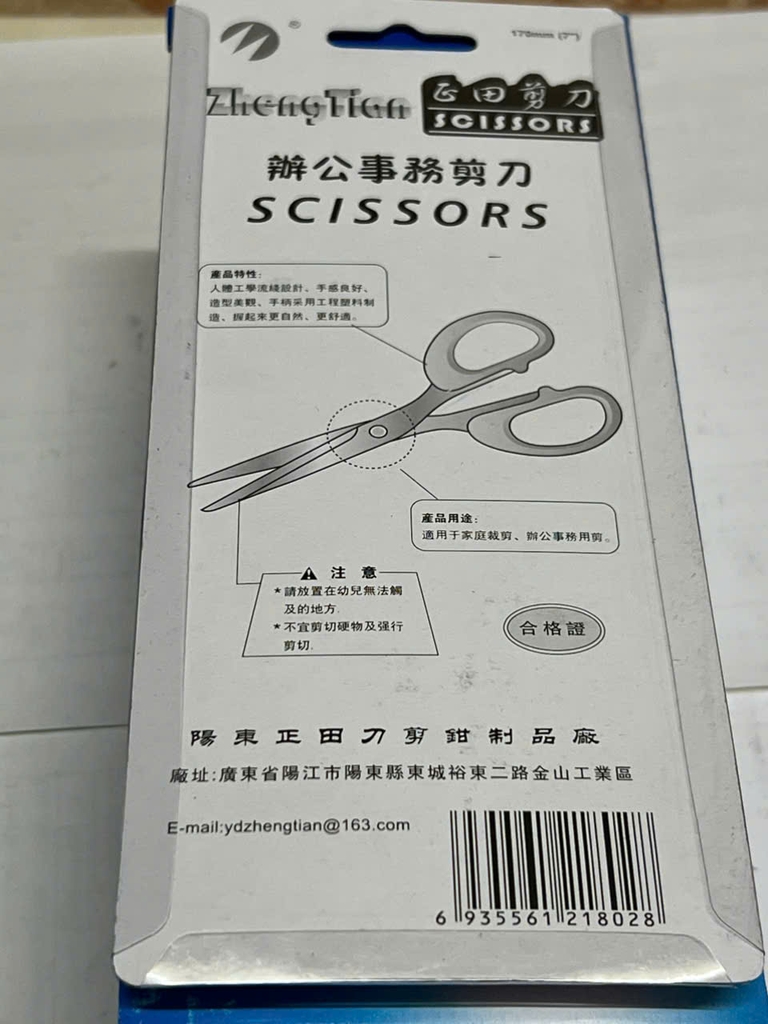 ®
170mm (7")
ZhengTian
正田剪刀
SCISSORS
辦公事務剪刀
SCISSORS
產品特性:
人體工學流綫設計、手感良好、
造型美觀、手柄采用工程塑料制
造、握起來更自然、更舒適。
產品用途:
適用于家庭裁剪、辦公事務用剪。
注 意
★請放置在幼兒無法觸
及的地方.
★不宜剪切硬物及强行
剪切.
合格證
陽東正田刀剪鉗制品廠
廠址:廣東省陽江市陽東縣東城裕東二路金山工業區
E-mail:ydzhengtian@163.com
6 935561 218028